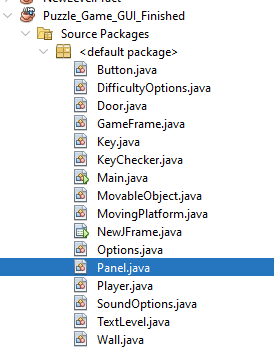 Puzzle_Game_GUI_Finished
Source Packages
<default package>
Button.java
DifficultyOptions.java
Door.java
GameFrame.java
Key.java
KeyChecker.java
Main.java
MovableObject.java
MovingPlatform.java
NewJFrame.java
Options.java
Panel.java
Player.java
SoundOptions.java
TextLevel.java
Wall.java